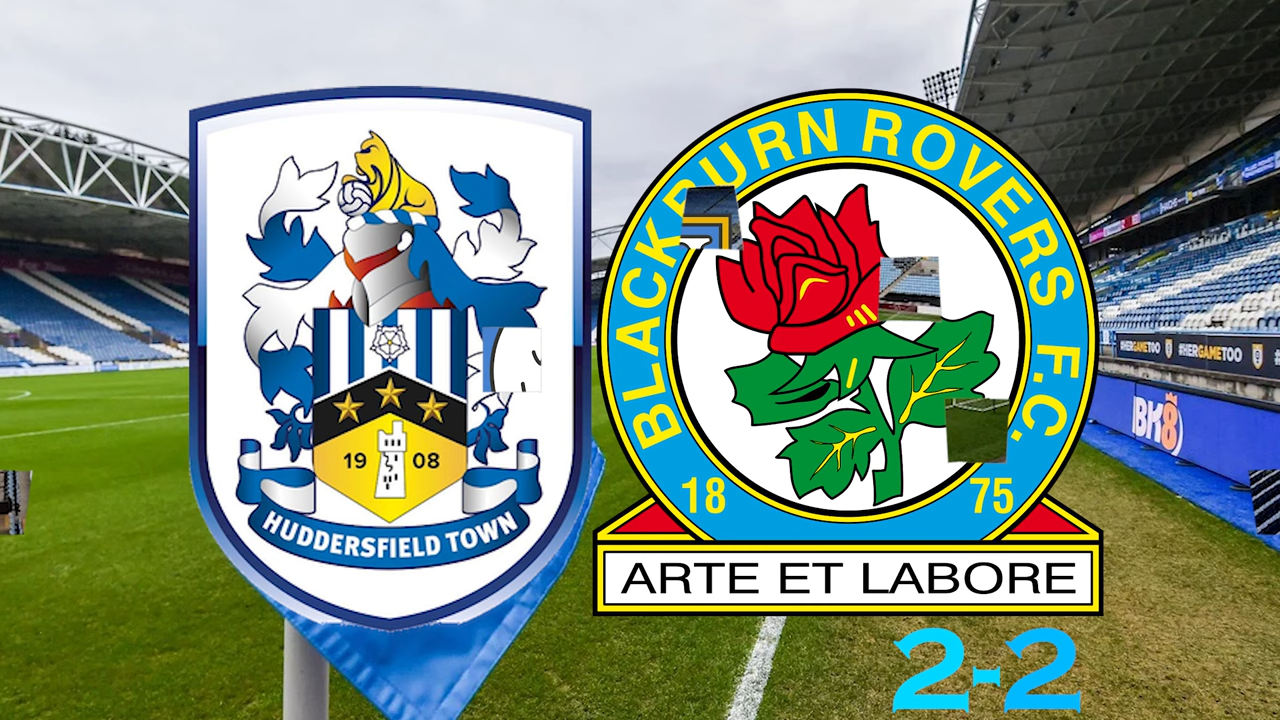 BLACKBURN ROVERS F.C.
19 08
HUDDERSFIELD TOWN
18 75
ARTE ET LABORE
2-2
#HERGAMETOO
#HERGAMETOO
BK8